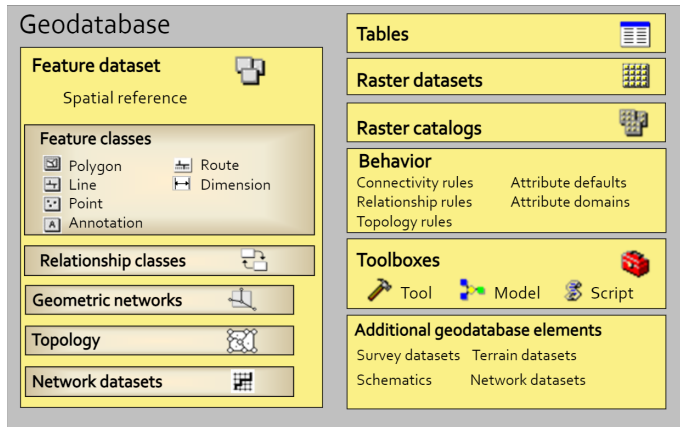 Geodatabase
Feature dataset
Spatial reference
Feature classes
Polygon Route
Line Dimension
Point
A Annotation
Relationship classes
Geometric networks
Topology
Network datasets
Tables
Raster datasets
Raster catalogs
Behavior
Connectivity rules Attribute defaults
Relationship rules Attribute domains
Topology rules
Toolboxes
Tool Model Script
Additional geodatabase elements
Survey datasets Terrain datasets
Schematics Network datasets